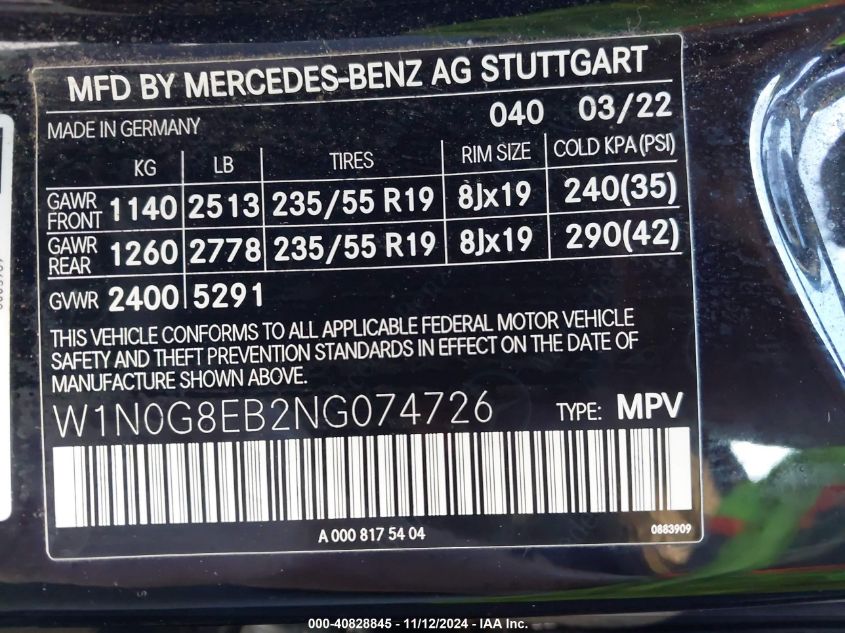 MFD BY MERCEDES-BENZ AG STUTTGART
040 03/22
MADE IN GERMANY
KG LB TIRES RIM SIZE COLD KPA (PSI)
GAWR FRONT 1140 2513 235/55 R19 8Jx19 240(35)
GAWR REAR 1260 2778 235/55 R19 8Jx19 290(42)
GVWR 2400 5291
THIS VEHICLE CONFORMS TO ALL APPLICABLE FEDERAL MOTOR VEHICLE
SAFETY AND THEFT PREVENTION STANDARDS IN EFFECT ON THE DATE OF
MANUFACTURE SHOWN ABOVE.
W1N0G8EB2NG074726 TYPE: MPV
A 000 817 54 04
0883909
000-40828845 - 11/12/2024 - IAA Inc.